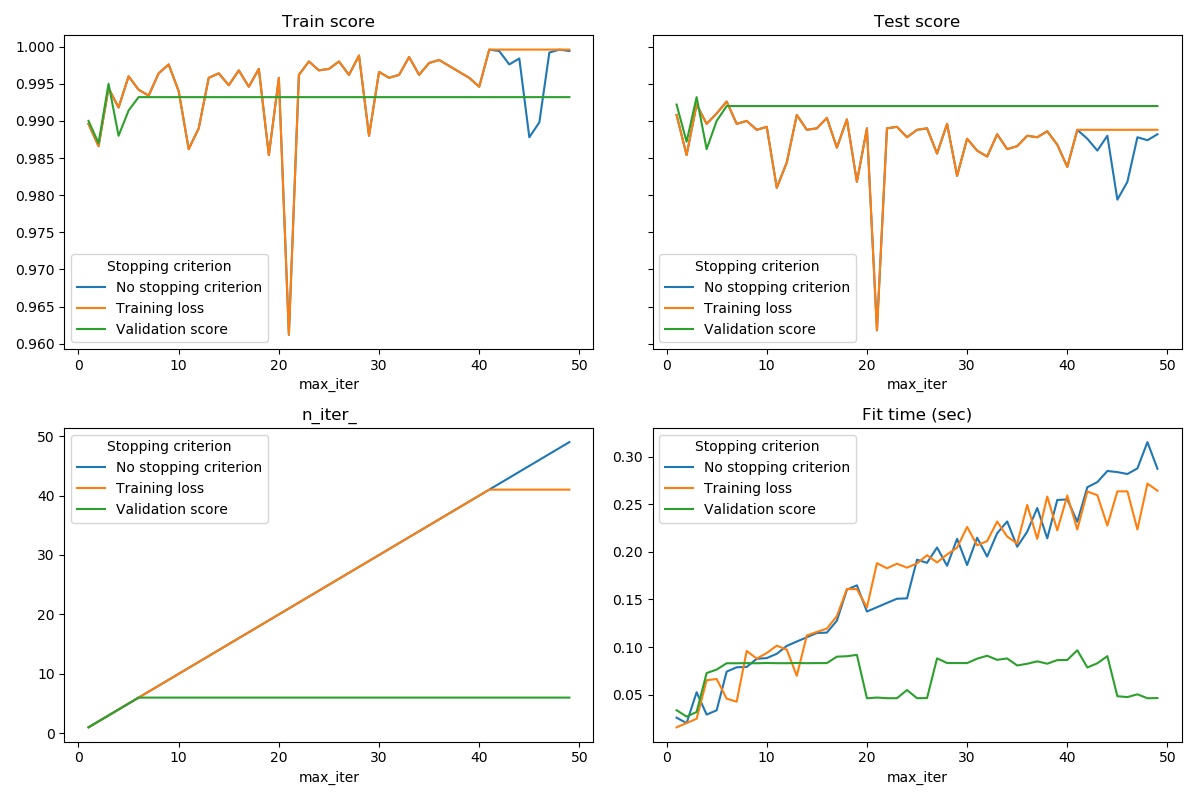 Train score
1.000
0.995
0.990
0.985
0.980
0.975
0.970
0.965
0.960
Stopping criterion
No stopping criterion
Training loss
Validation score
0 10 20 30 40 50
max_iter
Test score
Stopping criterion
No stopping criterion
Training loss
Validation score
0 10 20 30 40 50
max_iter
n_iter_
50
40
30
20
10
0
Stopping criterion
No stopping criterion
Training loss
Validation score
0 10 20 30 40 50
max_iter
Fit time (sec)
0.30
0.25
0.20
0.15
0.10
0.05
Stopping criterion
No stopping criterion
Training loss
Validation score
0 10 20 30 40 50
max_iter